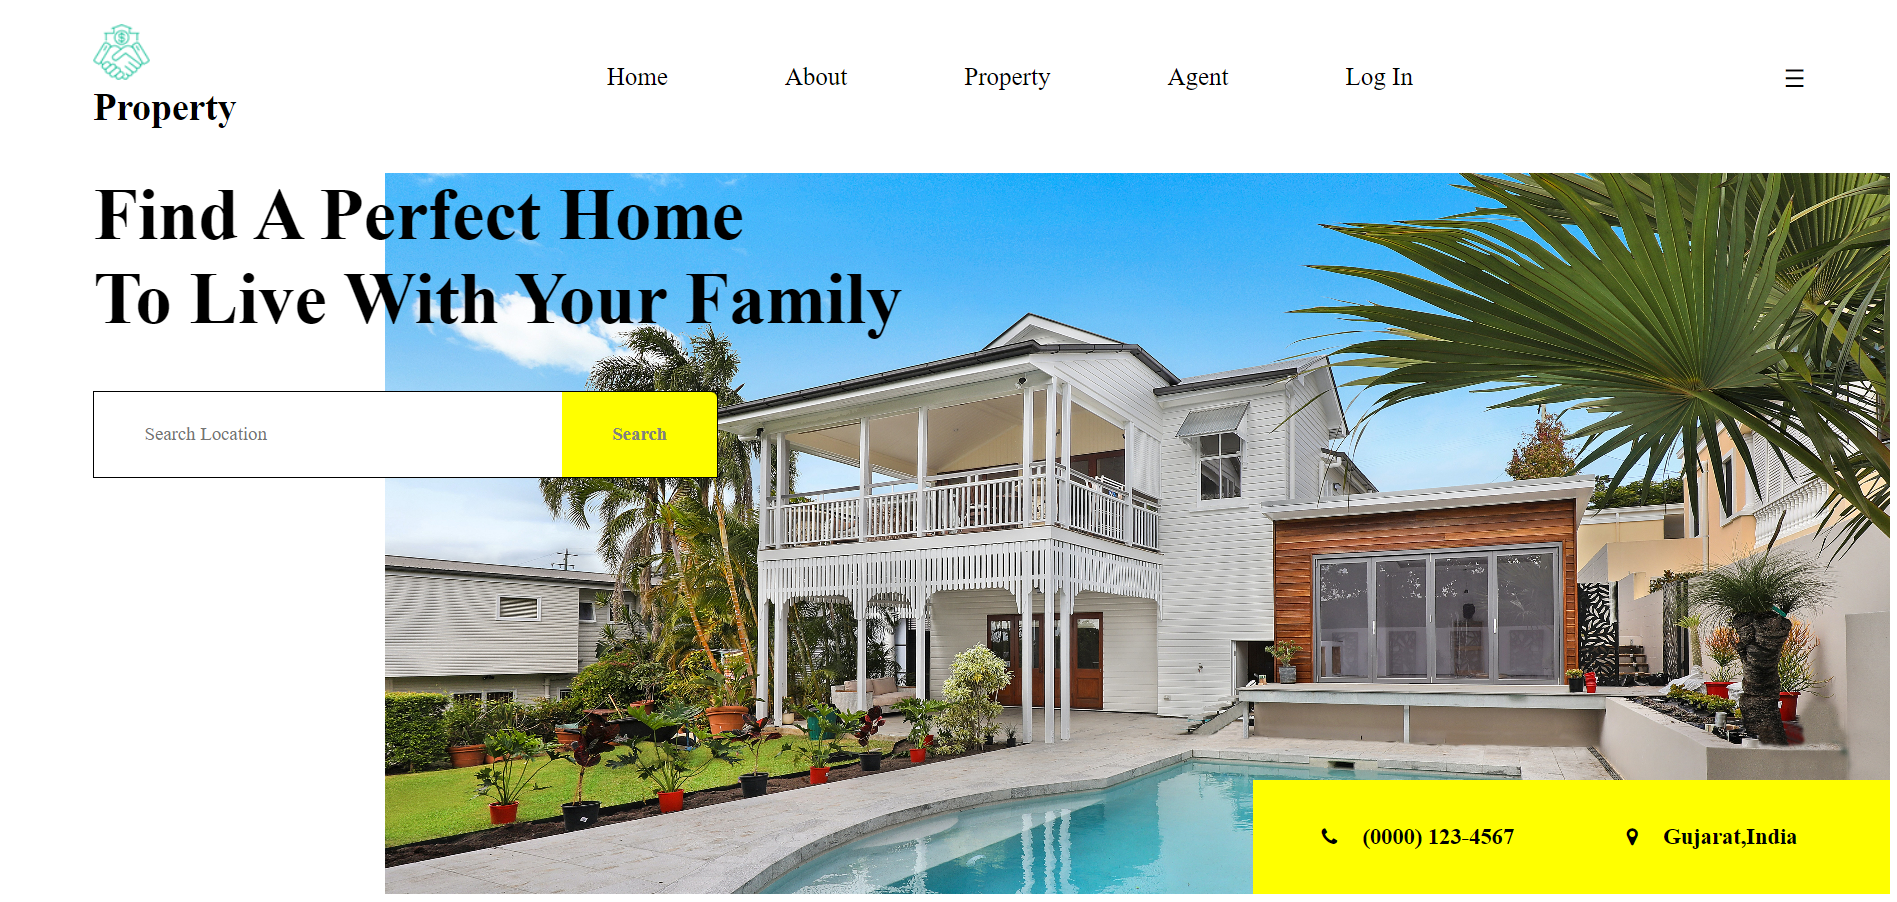 Property
Home
About
Property
Agent
Log In
Find A Perfect Home
To Live With Your Family
Search Location
Search
(0000) 123-4567
Gujarat,India